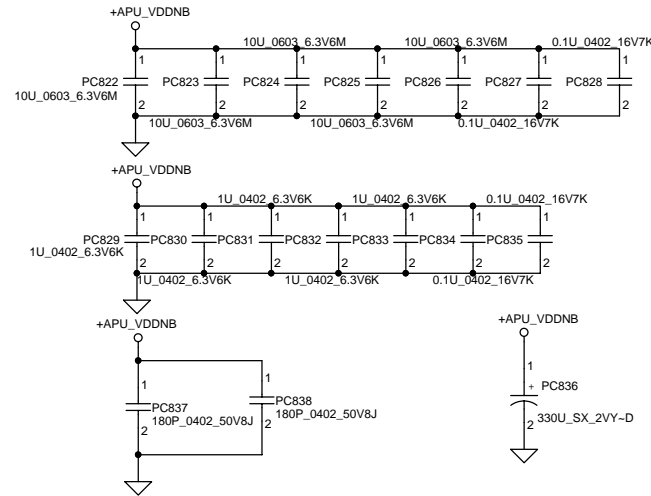 +APU_VDDNB
10U_0603_6.3V6M 10U_0603_6.3V6M 0.1U_0402_16V7K
1 1 1 1 1 1 1
PC822 PC823 PC824 PC825 PC826 PC827 PC828
10U_0603_6.3V6M
2 2 2 2 2 2 2
10U_0603_6.3V6M 10U_0603_6.3V6M 0.1U_0402_16V7K
+APU_VDDNB
1U_0402_6.3V6K 1U_0402_6.3V6K 0.1U_0402_16V7K
1 1 1 1 1 1 1
PC829 PC830 PC831 PC832 PC833 PC834 PC835
1U_0402_6.3V6K
2 2 2 2 2 2 2
1U_0402_6.3V6K 1U_0402_6.3V6K 0.1U_0402_16V7K
+APU_VDDNB
1
PC837
180P_0402_50V8J
2
1
PC838
180P_0402_50V8J
2
+APU_VDDNB
1
+ PC836
2
330U_SX_2VY~D